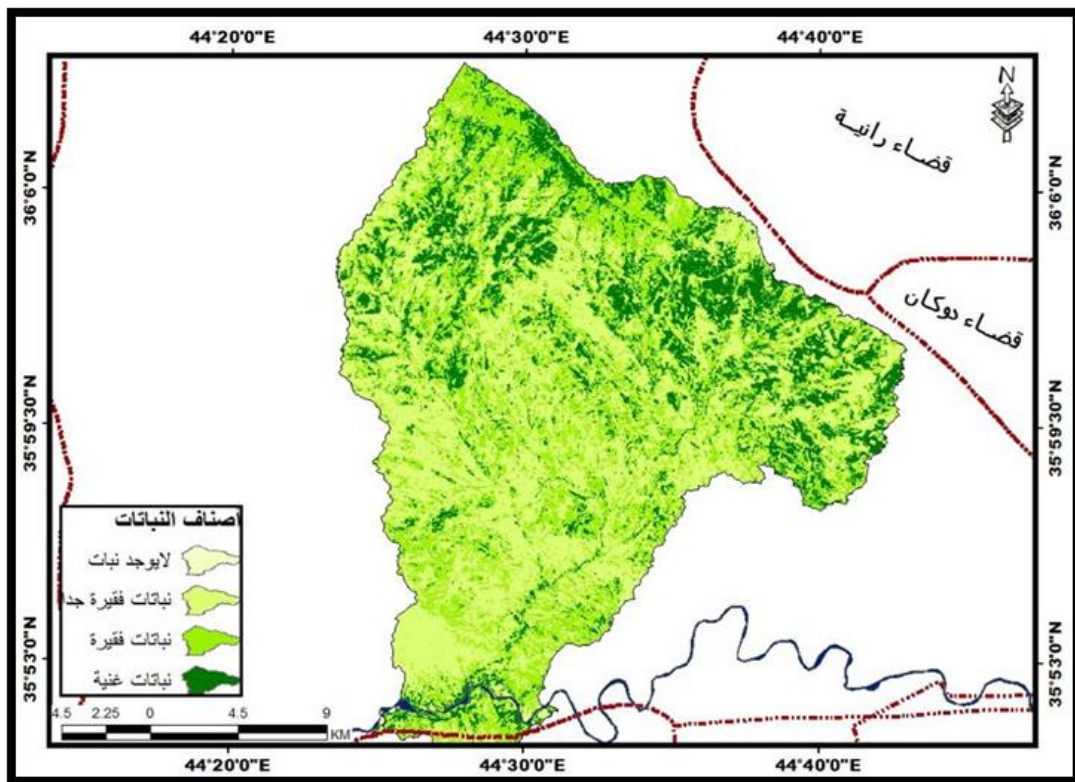 44°20'0"E 44°30'0"E 44°40'0"E
N
قضاء رانية
36°6'0"N 36°6'0"N
قضاء دوكان
35°59'30"N 35°59'30"N
اصناف النباتات
لايوجد نبات
نباتات فقيرة جدا
نباتات فقيرة
نباتات غنية
35°53'0"N 35°53'0"N
4.5 2.25 0 4.5 9
KM
44°20'0"E 44°30'0"E 44°40'0"E